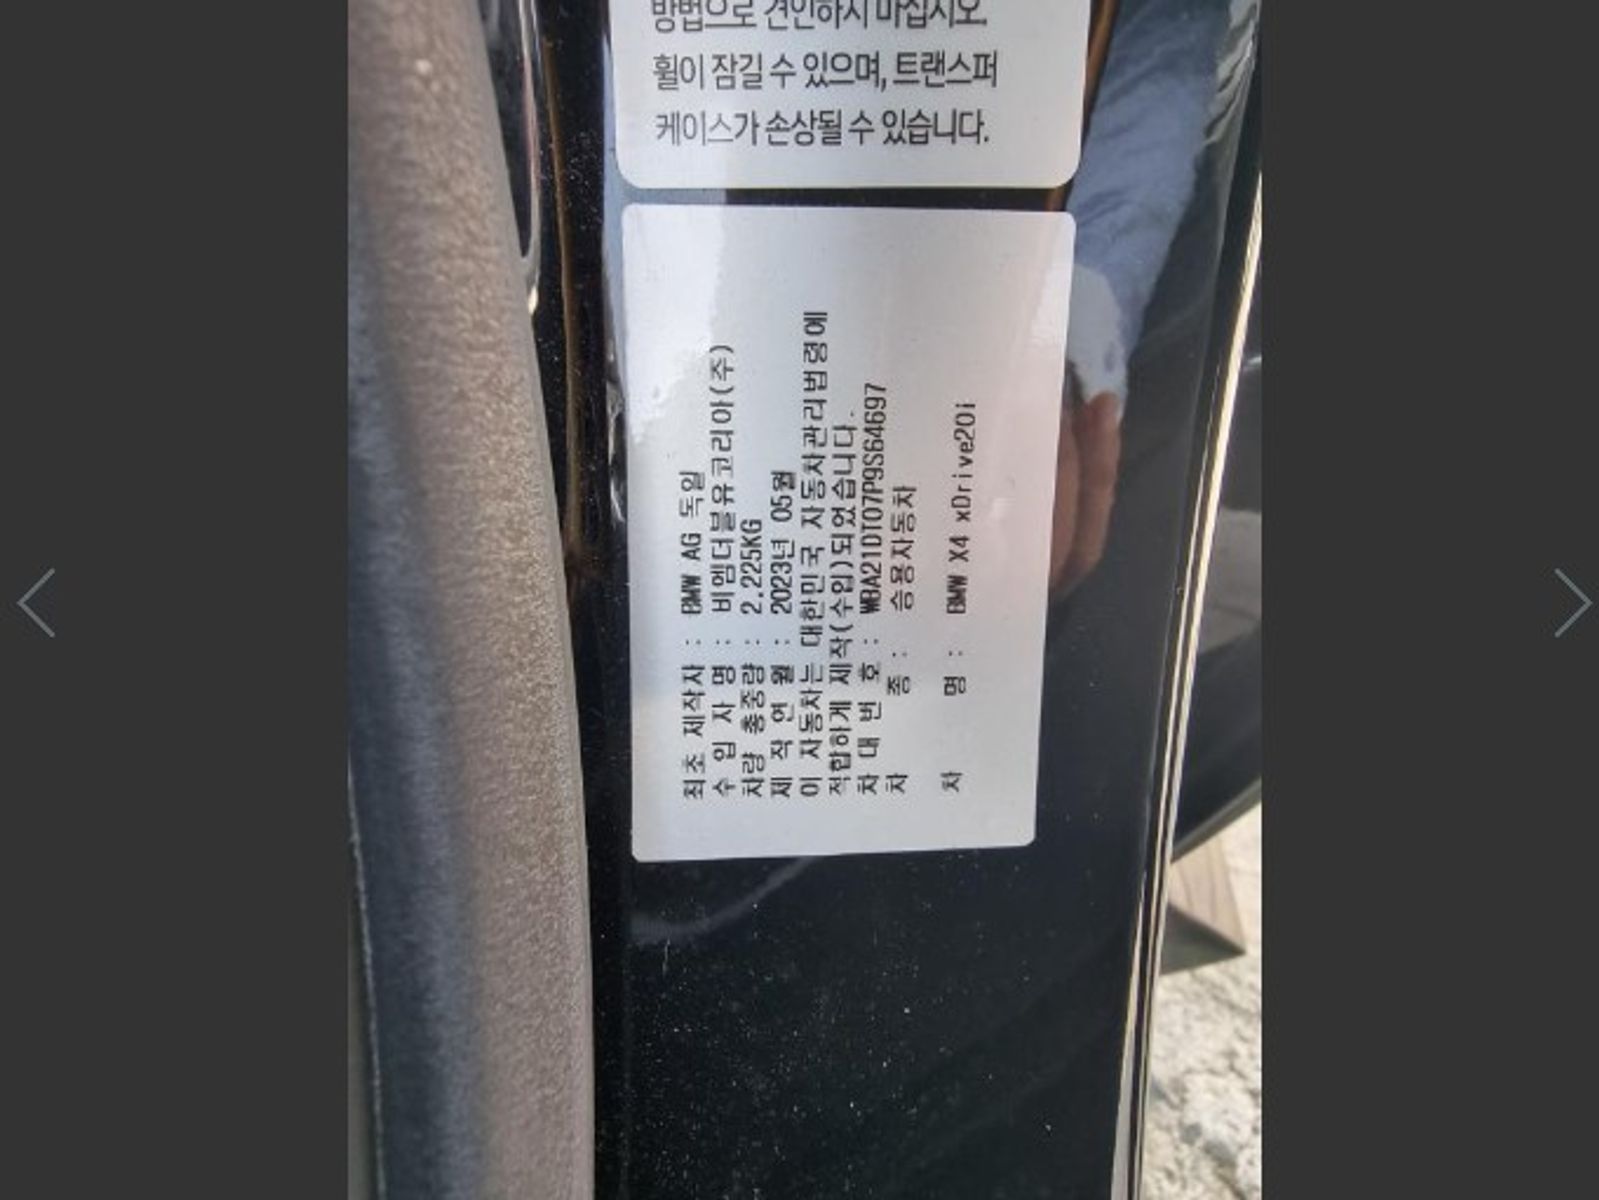 방법으로 견인하지 마십시오.
휠이 잠길 수 있으며, 트랜스퍼
케이스가 손상될 수 있습니다.
최초 제작자 : BMW AG 독일
수 입 자 명 : 비엠더블유코리아(주)
차량 총중량 : 2,225KG
제 작 연 월 : 2023년 05월
이 자동차는 대한민국 자동차관리법령에
적합하게 제작(수입)되었습니다.
차 대 번 호 : WBA21DT07P9S64697
차 종 : 승용자동차
차 명 : BMW X4 xDrive20i